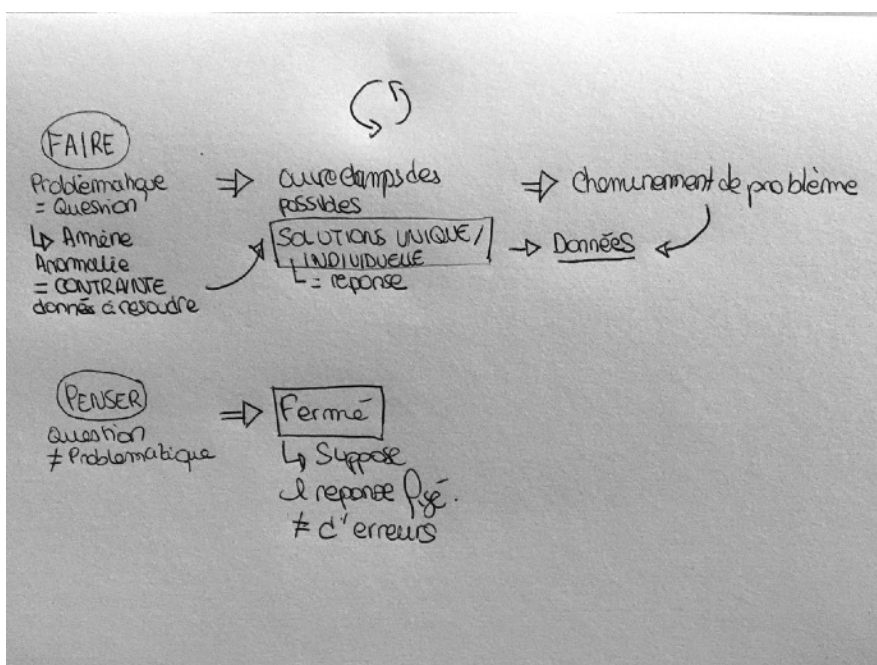 FAIRE
Problématique
= Question
↳ Amène
Anomalie
= CONTRAINTE
donnés à resoudre
⇒ ouvre champs des
possibles
SOLUTIONS UNIQUE /
INDIVIDUELLE
↳ = reponse
⇒ Cheminement de problème
→ Données
PENSER
Question
≠ Problematique
⇒ Fermé
↳ Suppose
1 reponse figé.
≠ d'erreurs